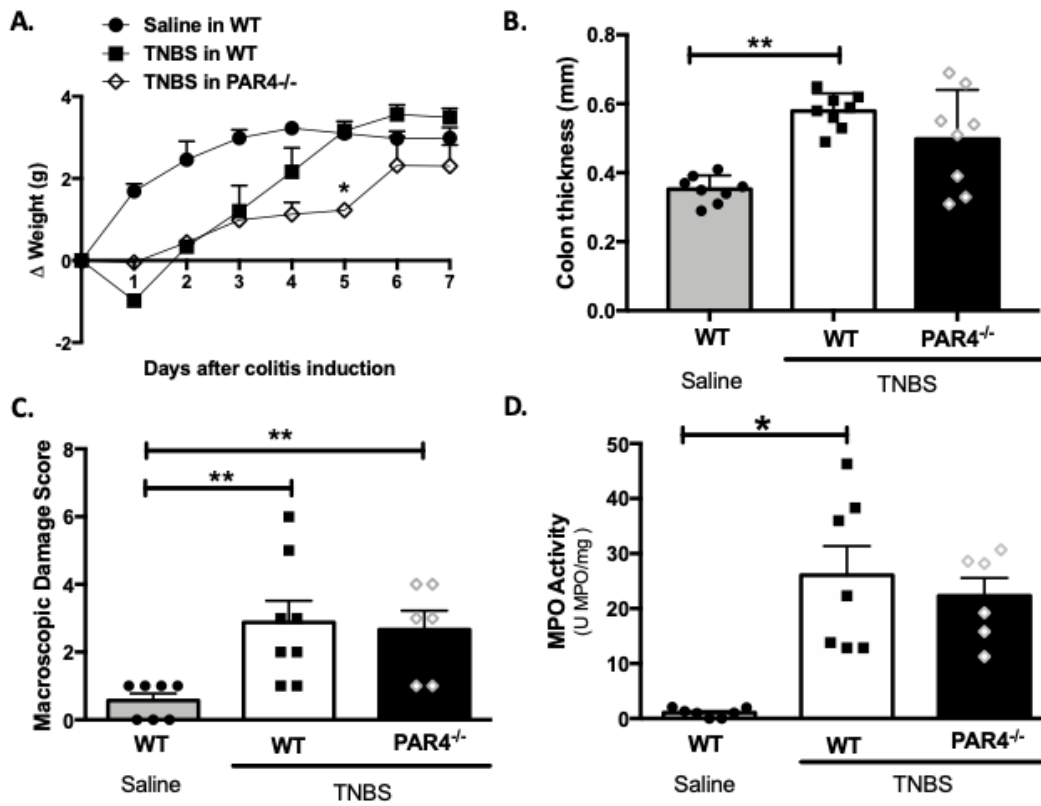 A.
Saline in WT
TNBS in WT
TNBS in PAR4-/-
4
2
0
-2
Δ Weight (g)
*
1 2 3 4 5 6 7
Days after colitis induction
B.
0.8
0.6
0.4
0.2
0.0
Colon thickness (mm)
**
WT WT PAR4-/-
Saline TNBS
C.
8
6
4
2
0
Macroscopic Damage Score
**
**
WT WT PAR4-/-
Saline TNBS
D.
50
40
30
20
10
0
MPO Activity
(U MPO/mg)
*
WT WT PAR4-/-
Saline TNBS